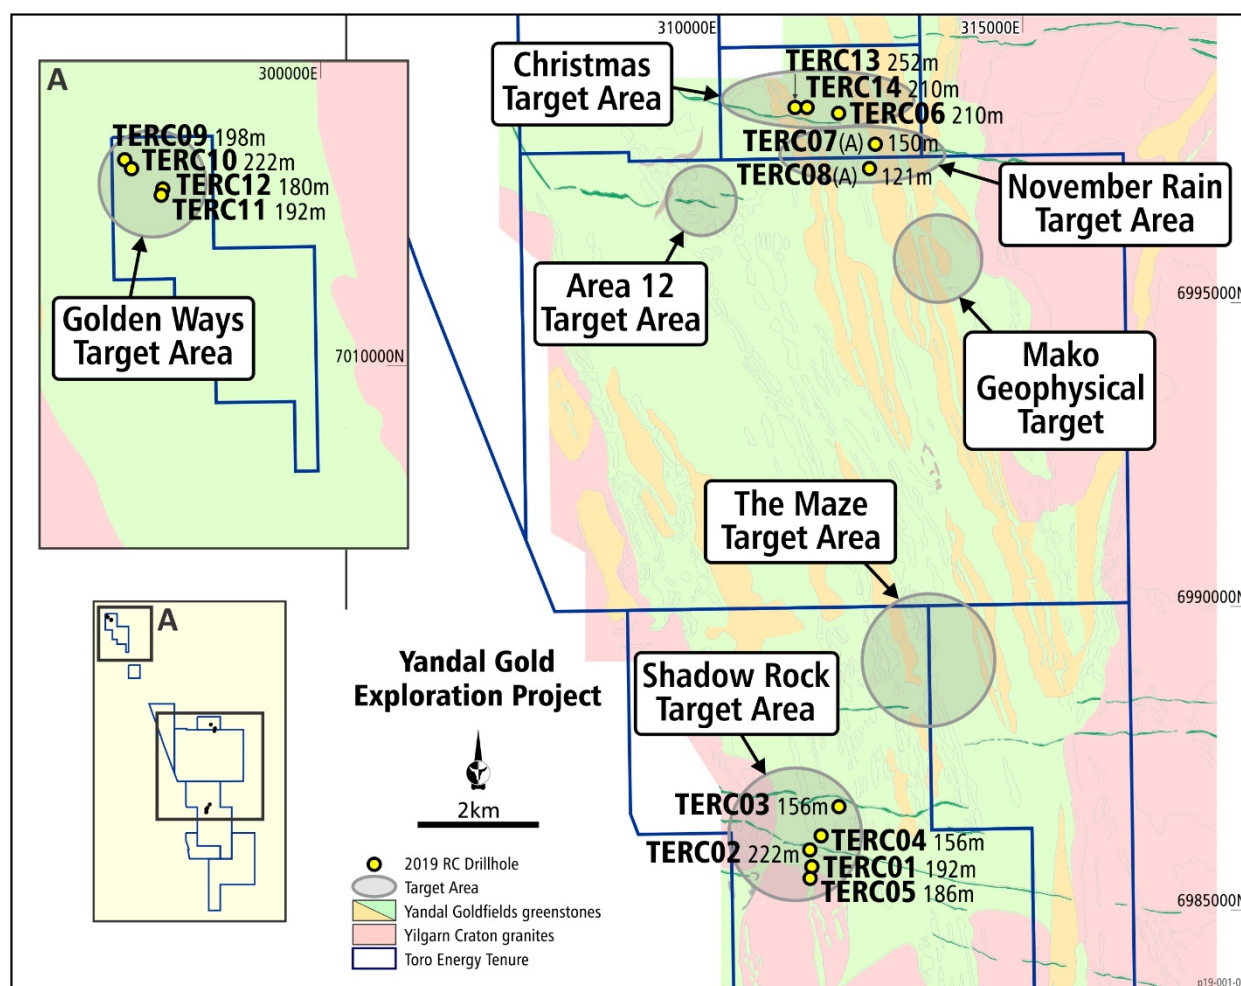 A
300000E
TERC09 198m
TERC10 222m
TERC12 180m
TERC11 192m
Golden Ways
Target Area
7010000N
310000E
315000E
Christmas
Target Area
TERC13 252m
TERC14 210m
TERC06 210m
TERC07(A) 150m
TERC08(A) 121m
November Rain
Target Area
Area 12
Target Area
6995000N
Mako
Geophysical
Target
The Maze
Target Area
6990000N
A
Yandal Gold
Exploration Project
Shadow Rock
Target Area
2km
TERC03 156m
TERC04 156m
TERC02 222m
TERC01 192m
TERC05 186m
6985000N
2019 RC Drillhole
Target Area
Yandal Goldfields greenstones
Yilgarn Craton granites
Toro Energy Tenure